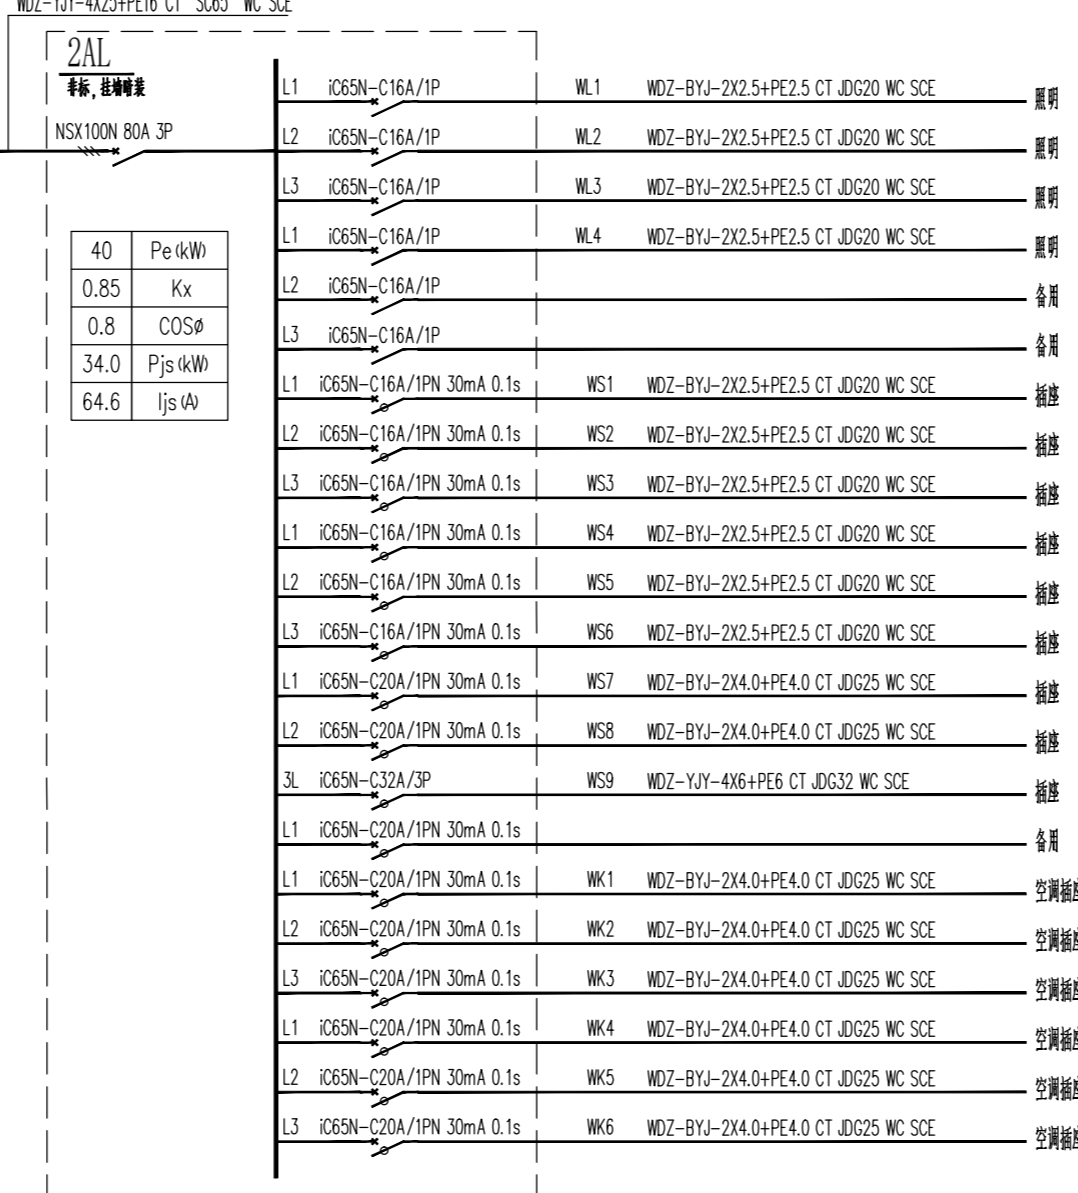 WDZ-YJY-4X25+PE16 CT SC65 WC SCE
2AL
非标,挂墙暗装
NSX100N 80A 3P
40 Pe(kW)
0.85 Kx
0.8 COSø
34.0 Pjs(kW)
64.6 Ijs(A)
L1 iC65N-C16A/1P WL1 WDZ-BYJ-2X2.5+PE2.5 CT JDG20 WC SCE 照明
L2 iC65N-C16A/1P WL2 WDZ-BYJ-2X2.5+PE2.5 CT JDG20 WC SCE 照明
L3 iC65N-C16A/1P WL3 WDZ-BYJ-2X2.5+PE2.5 CT JDG20 WC SCE 照明
L1 iC65N-C16A/1P WL4 WDZ-BYJ-2X2.5+PE2.5 CT JDG20 WC SCE 照明
L2 iC65N-C16A/1P 备用
L3 iC65N-C16A/1P 备用
L1 iC65N-C16A/1PN 30mA 0.1s WS1 WDZ-BYJ-2X2.5+PE2.5 CT JDG20 WC SCE 插座
L2 iC65N-C16A/1PN 30mA 0.1s WS2 WDZ-BYJ-2X2.5+PE2.5 CT JDG20 WC SCE 插座
L3 iC65N-C16A/1PN 30mA 0.1s WS3 WDZ-BYJ-2X2.5+PE2.5 CT JDG20 WC SCE 插座
L1 iC65N-C16A/1PN 30mA 0.1s WS4 WDZ-BYJ-2X2.5+PE2.5 CT JDG20 WC SCE 插座
L2 iC65N-C16A/1PN 30mA 0.1s WS5 WDZ-BYJ-2X2.5+PE2.5 CT JDG20 WC SCE 插座
L3 iC65N-C16A/1PN 30mA 0.1s WS6 WDZ-BYJ-2X2.5+PE2.5 CT JDG20 WC SCE 插座
L1 iC65N-C20A/1PN 30mA 0.1s WS7 WDZ-BYJ-2X4.0+PE4.0 CT JDG25 WC SCE 插座
L2 iC65N-C20A/1PN 30mA 0.1s WS8 WDZ-BYJ-2X4.0+PE4.0 CT JDG25 WC SCE 插座
3L iC65N-C32A/3P WS9 WDZ-YJY-4X6+PE6 CT JDG32 WC SCE 插座
L1 iC65N-C20A/1PN 30mA 0.1s 备用
L1 iC65N-C20A/1PN 30mA 0.1s WK1 WDZ-BYJ-2X4.0+PE4.0 CT JDG25 WC SCE 空调插座
L2 iC65N-C20A/1PN 30mA 0.1s WK2 WDZ-BYJ-2X4.0+PE4.0 CT JDG25 WC SCE 空调插座
L3 iC65N-C20A/1PN 30mA 0.1s WK3 WDZ-BYJ-2X4.0+PE4.0 CT JDG25 WC SCE 空调插座
L1 iC65N-C20A/1PN 30mA 0.1s WK4 WDZ-BYJ-2X4.0+PE4.0 CT JDG25 WC SCE 空调插座
L2 iC65N-C20A/1PN 30mA 0.1s WK5 WDZ-BYJ-2X4.0+PE4.0 CT JDG25 WC SCE 空调插座
L3 iC65N-C20A/1PN 30mA 0.1s WK6 WDZ-BYJ-2X4.0+PE4.0 CT JDG25 WC SCE 空调插座